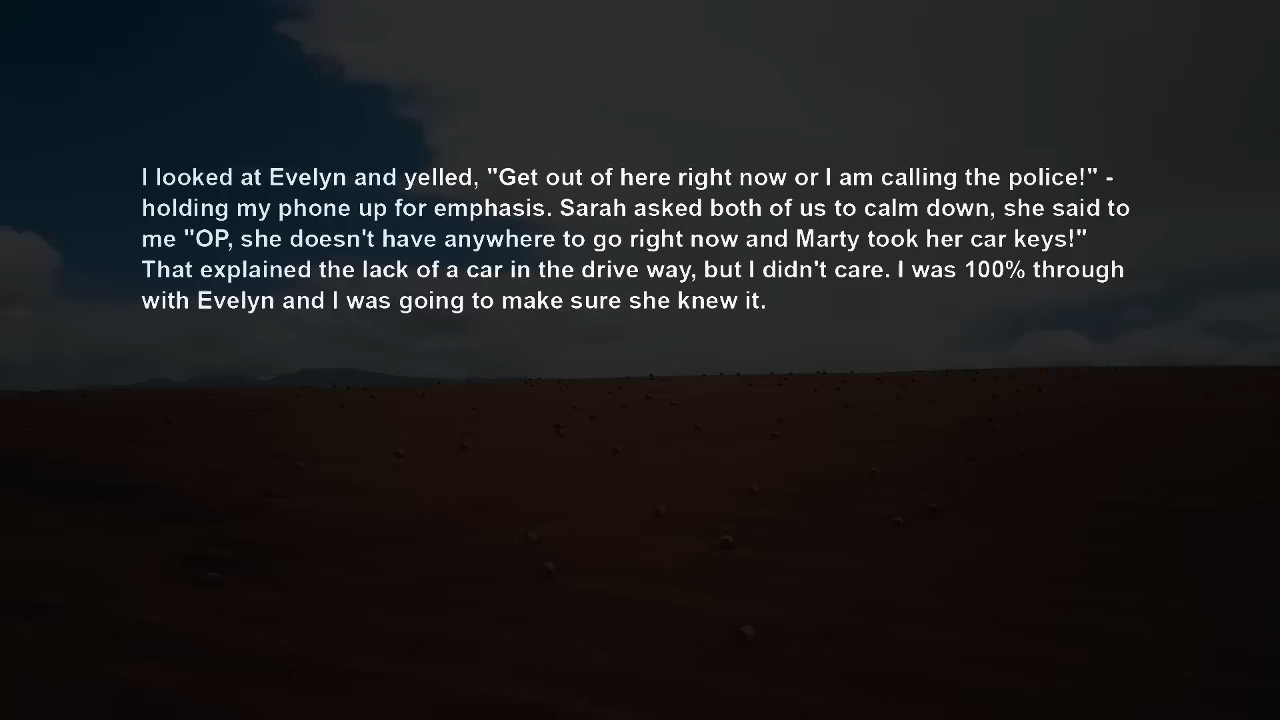 I looked at Evelyn and yelled, "Get out of here right now or I am calling the police!" -
holding my phone up for emphasis. Sarah asked both of us to calm down, she said to
me "OP, she doesn't have anywhere to go right now and Marty took her car keys!"
That explained the lack of a car in the drive way, but I didn't care. I was 100% through
with Evelyn and I was going to make sure she knew it.